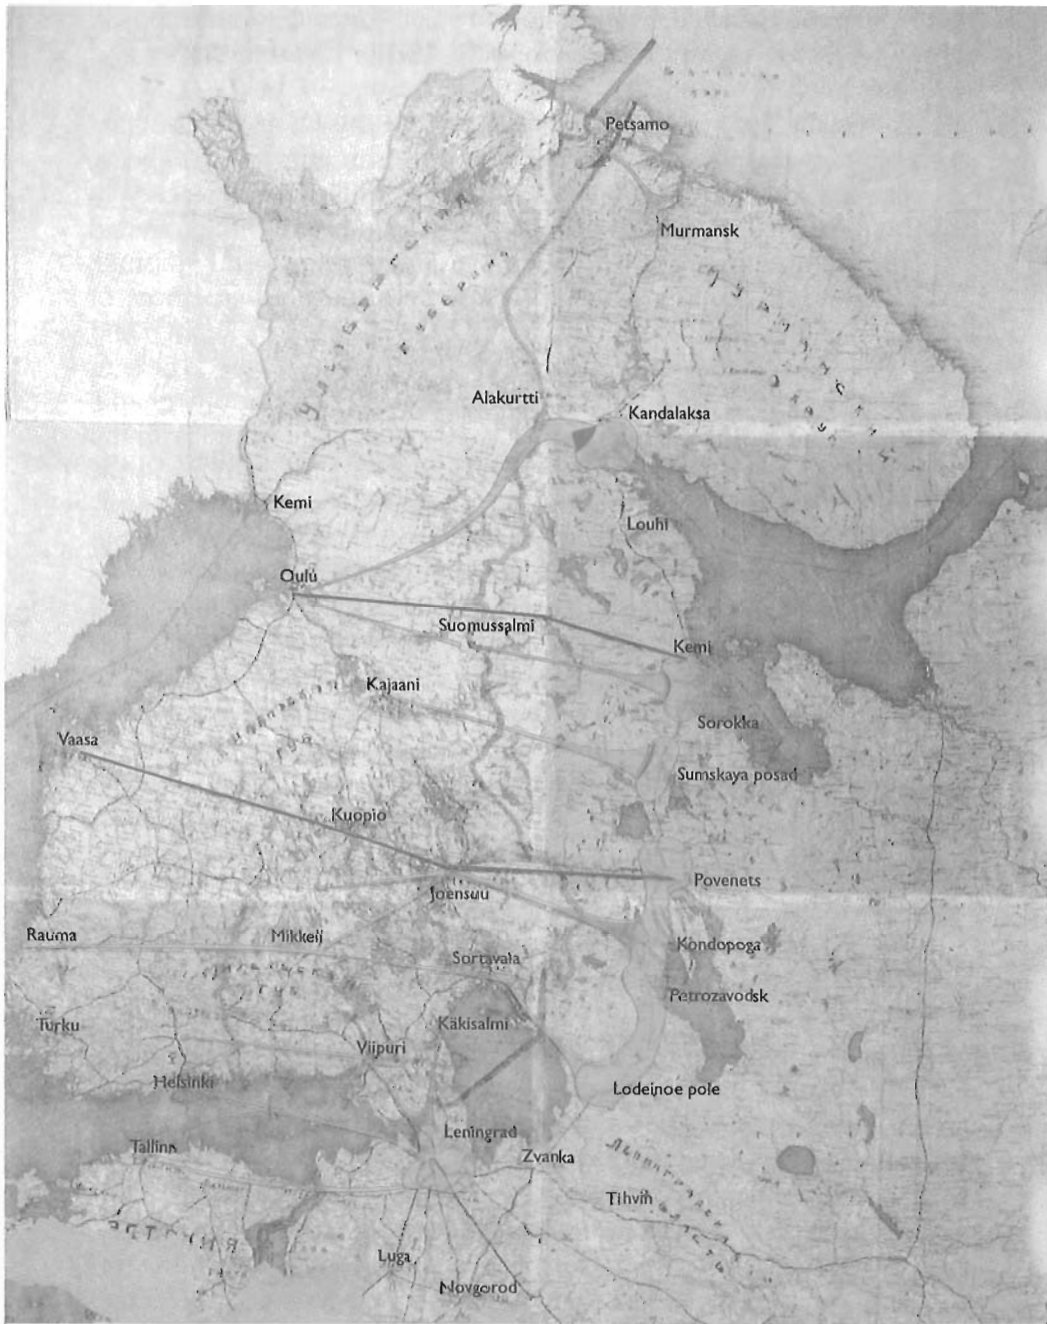 Petsamo
Murmansk
Alakurtti
Kandalaksa
Kemi
Louhi
Oulu
Suomussalmi
Kemi
Kajaani
Sorokka
Vaasa
Sumskaya posad
Kuopio
Povenets
Joensuu
Rauma
Mikkeij
Kondopoga
Sortavala
Petrozavodsk
Turku
Käkisalmi
Viipuri
Helsinki
Lodeinoe pole
Leningrad
Tallinn
Zvanka
Tihvin
Luga
Novgorod